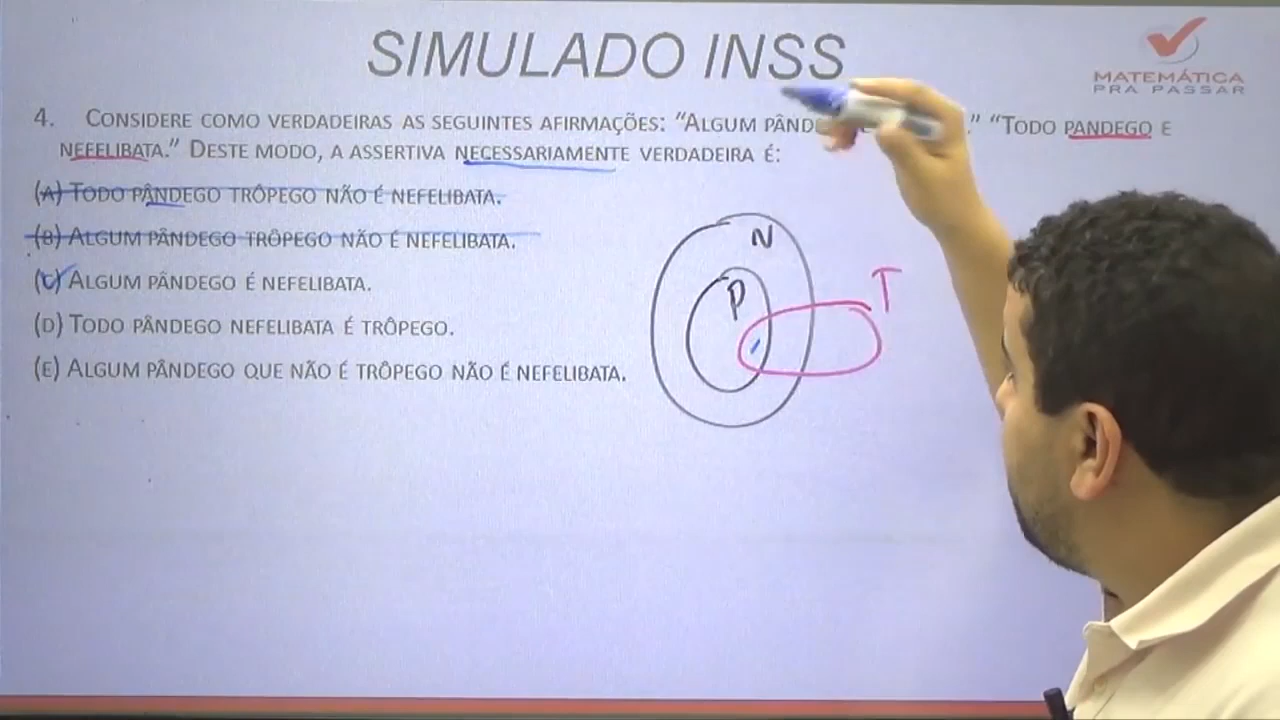 SIMULADO INSS
MATEMÁTICA
PRA PASSAR
4. CONSIDERE COMO VERDADEIRAS AS SEGUINTES AFIRMAÇÕES: “ALGUM .” “TODO PANDEGO E
NEFELIBATA.” DESTE MODO, A ASSERTIVA NECESSARIAMENTE VERDADEIRA É:
(A) TODO PÂNDEGO TRÔPEGO NÃO É NEFELIBATA.
(B) ALGUM PÂNDEGO TRÔPEGO NÃO É NEFELIBATA.
(C) ALGUM PÂNDEGO É NEFELIBATA.
(D) TODO PÂNDEGO NEFELIBATA É TRÔPEGO.
(E) ALGUM PÂNDEGO QUE NÃO É TRÔPEGO NÃO É NEFELIBATA.
N
P
T